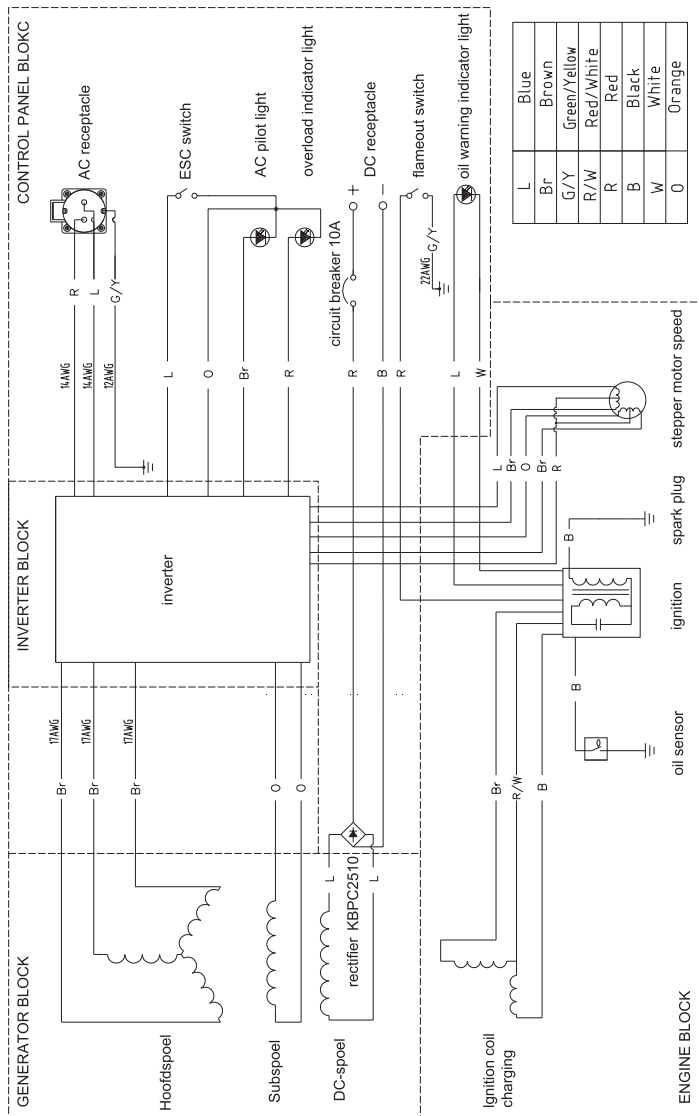 CONTROL PANEL BLOKC
AC receptacle
ESC switch
AC pilot light
overload indicator light
circuit breaker 10A
+
DC receptacle
−
flameout switch
oil warning indicator light
R
L
G/Y
14AWG
14AWG
12AWG
L
O
Br
R
R
B
R
22AWG
G/Y
L
W
L Blue
Br Brown
G/Y Green/Yellow
R/W Red/White
R Red
B Black
W White
O Orange
INVERTER BLOCK
inverter
17AWG
17AWG
17AWG
Br
Br
Br
O
O
GENERATOR BLOCK
Hoofdspoel
Subspoel
DC-spoel
L
L
rectifier KBPC2510
L
Br
O
Br
R
stepper motor speed
spark plug
B
ignition
B
oil sensor
Br
R/W
B
Ignition coil
charging
ENGINE BLOCK